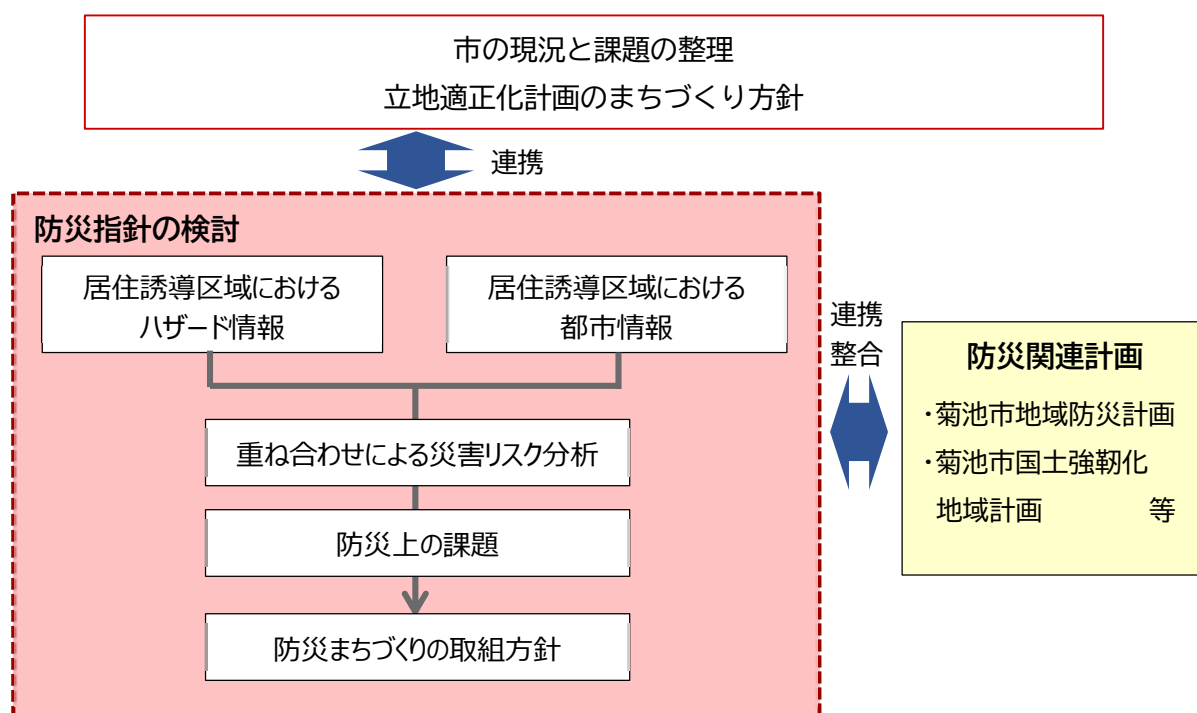 市の現況と課題の整理
立地適正化計画のまちづくり方針
連携
防災指針の検討
居住誘導区域における
ハザード情報
居住誘導区域における
都市情報
重ね合わせによる災害リスク分析
防災上の課題
防災まちづくりの取組方針
連携
整合
防災関連計画
・菊池市地域防災計画
・菊池市国土強靭化
地域計画 等